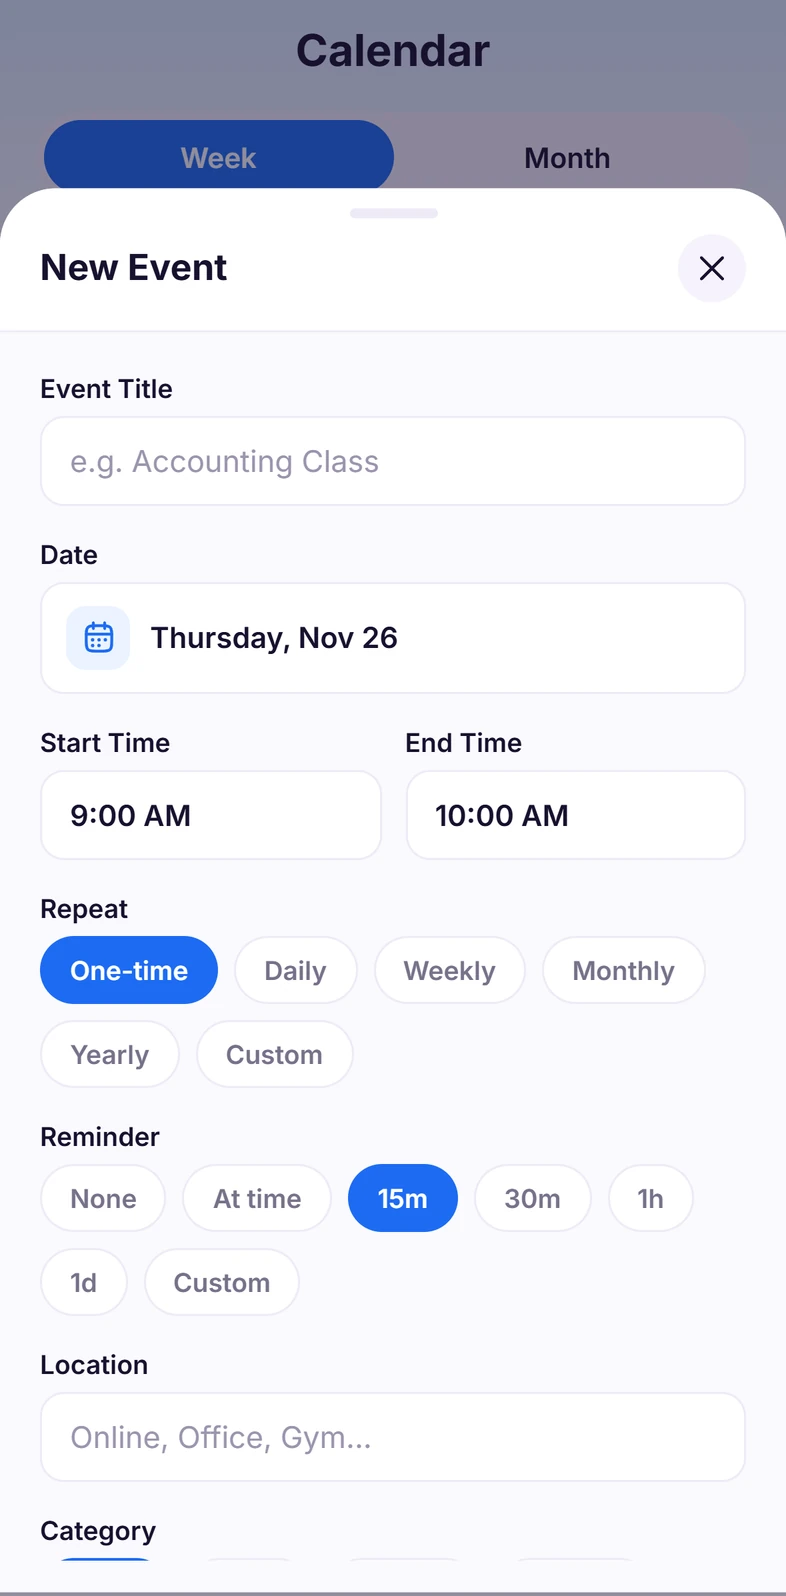 Calendar
Week Month
New Event
Event Title
e.g. Accounting Class
Date
Thursday, Nov 26
Start Time End Time
9:00 AM 10:00 AM
Repeat
One-time Daily Weekly Monthly
Yearly Custom
Reminder
None At time 15m 30m 1h
1d Custom
Location
Online, Office, Gym...
Category